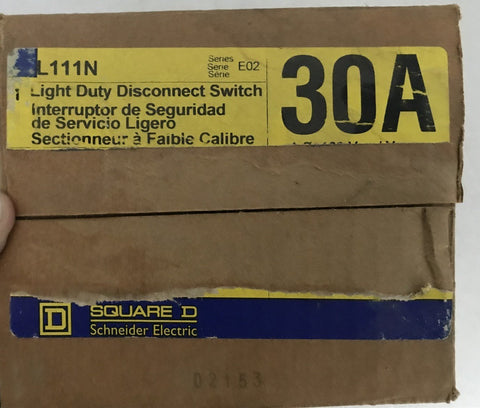 L111N
Series
Serie E02
Série
30A
1 Light Duty Disconnect Switch
Interruptor de Seguridad
de Servicio Ligero
Sectionneur à Faible Calibre
D
SQUARE D
Schneider Electric
02153